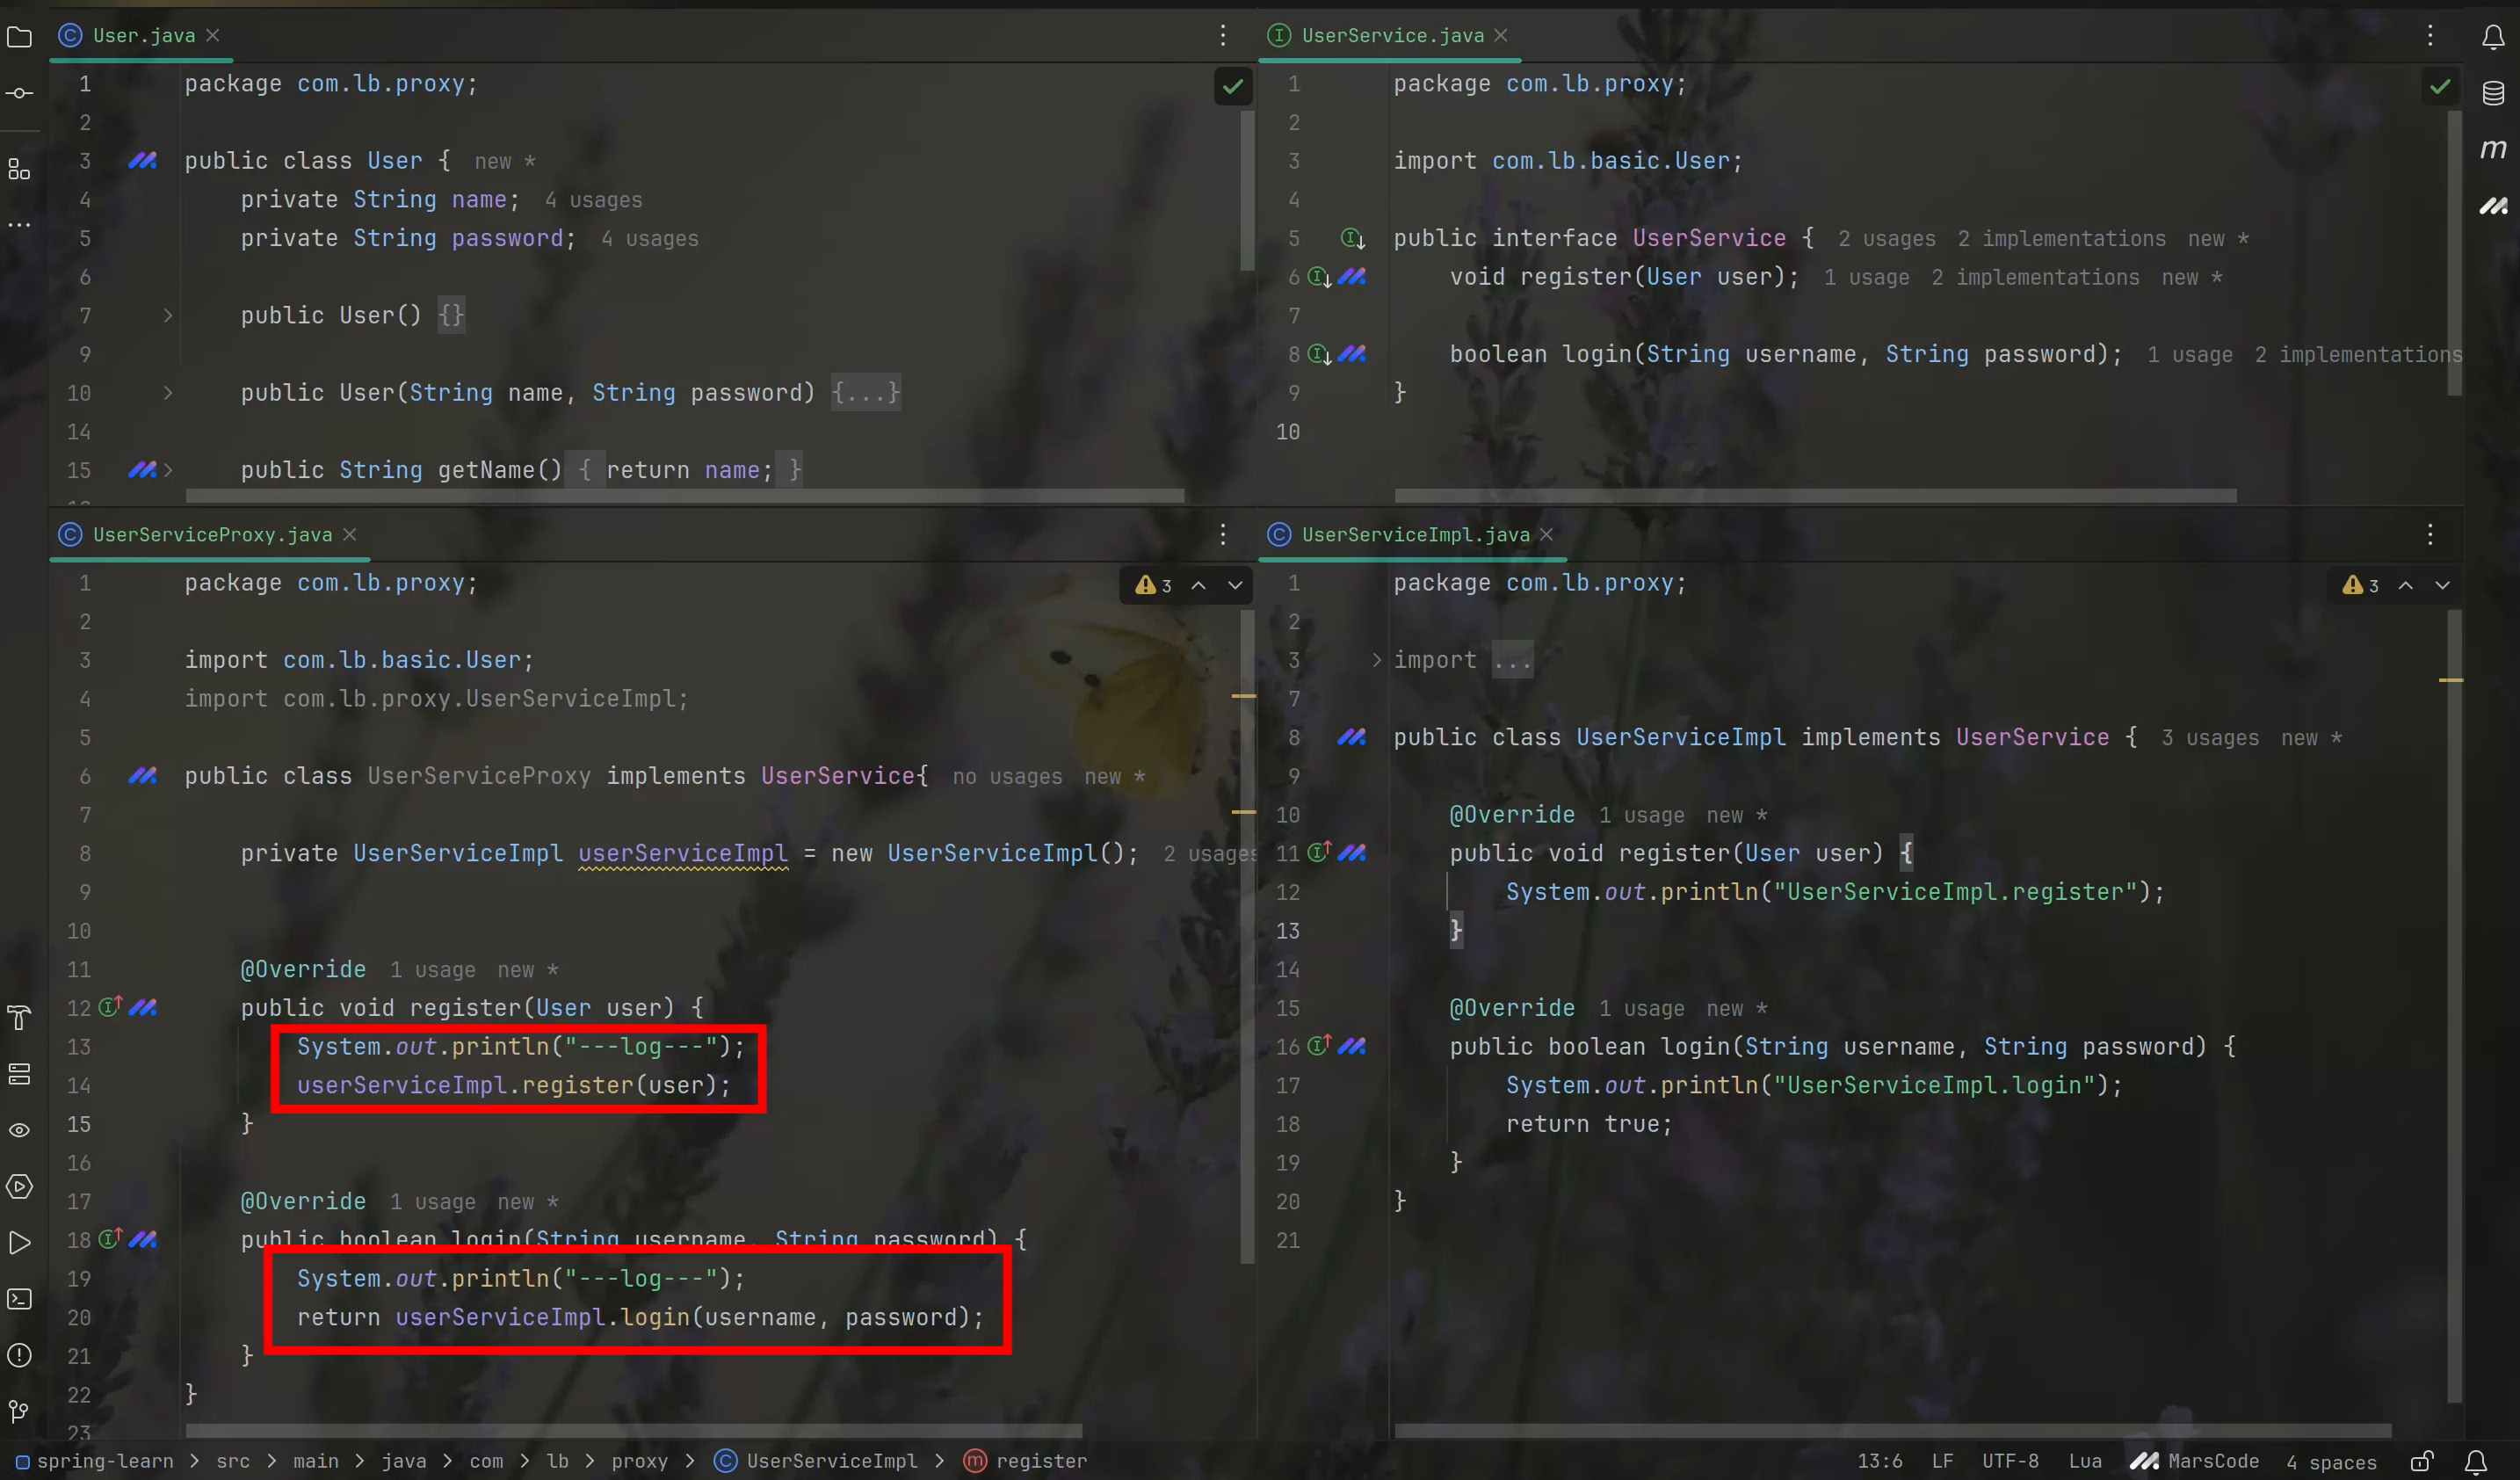 User.java
1 package com.lb.proxy;
2
3 public class User { new *
4 private String name; 4 usages
5 private String password; 4 usages
6
7 public User() {}
9
10 public User(String name, String password) {...}
14
15 public String getName() { return name; }
UserService.java
1 package com.lb.proxy;
2
3 import com.lb.basic.User;
4
5 public interface UserService { 2 usages 2 implementations new *
6 void register(User user); 1 usage 2 implementations new *
7
8 boolean login(String username, String password); 1 usage 2 implementations
9 }
10
UserServiceProxy.java
3
1 package com.lb.proxy;
2
3 import com.lb.basic.User;
4 import com.lb.proxy.UserServiceImpl;
5
6 public class UserServiceProxy implements UserService{ no usages new *
7
8 private UserServiceImpl userServiceImpl = new UserServiceImpl(); 2 usages
9
10
11 @Override 1 usage new *
12 public void register(User user) {
13 System.out.println("---log---");
14 userServiceImpl.register(user);
15 }
16
17 @Override 1 usage new *
18 public boolean login(String username, String password) {
19 System.out.println("---log---");
20 return userServiceImpl.login(username, password);
21 }
22 }
23
UserServiceImpl.java
3
1 package com.lb.proxy;
2
3 import ...
7
8 public class UserServiceImpl implements UserService { 3 usages new *
9
10 @Override 1 usage new *
11 public void register(User user) {
12 System.out.println("UserServiceImpl.register");
13 }
14
15 @Override 1 usage new *
16 public boolean login(String username, String password) {
17 System.out.println("UserServiceImpl.login");
18 return true;
19 }
20 }
21
spring-learn > src > main > java > com > lb > proxy > UserServiceImpl > register
13:6 LF UTF-8 Lua MarsCode 4 spaces